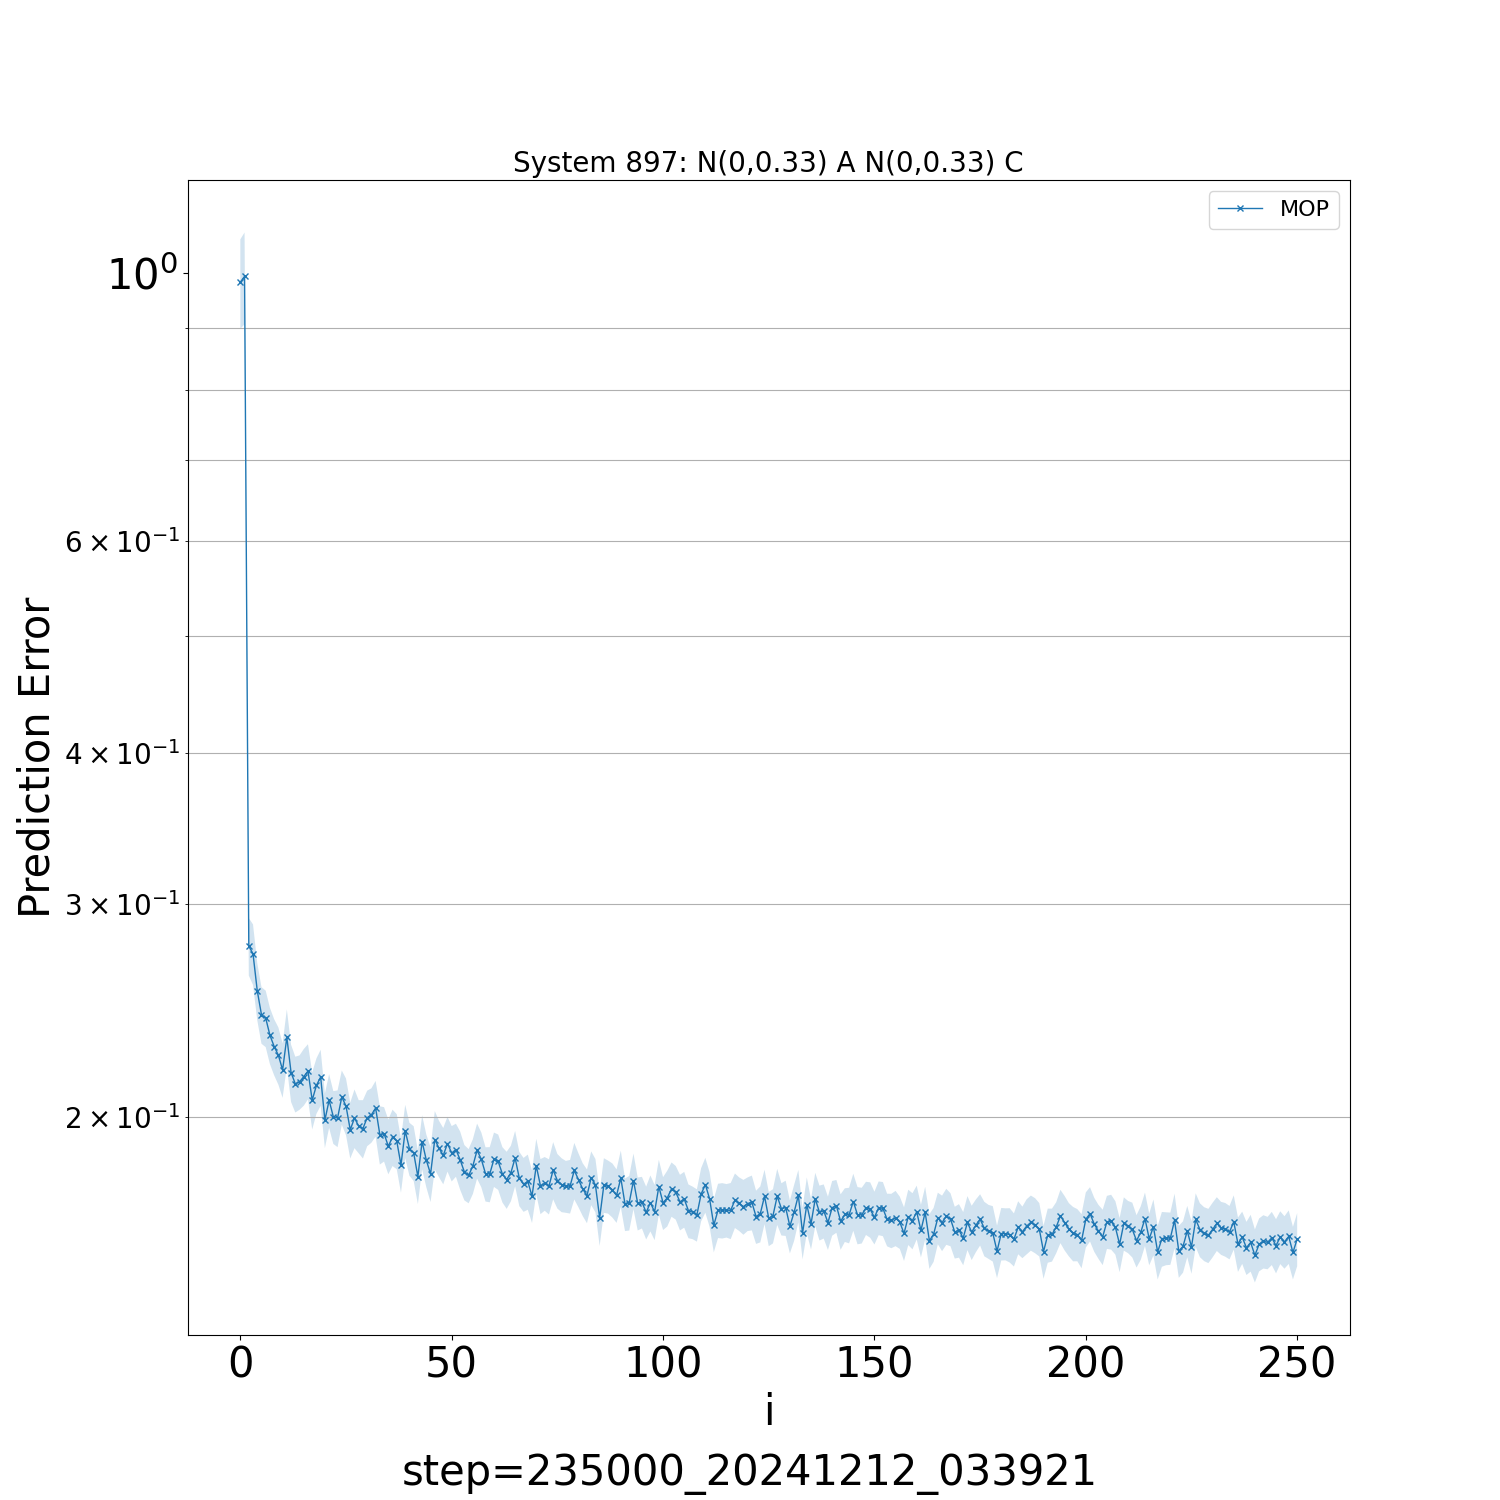 System 897: N(0,0.33) A N(0,0.33) C
MOP
10⁰
6 × 10⁻¹
4 × 10⁻¹
3 × 10⁻¹
2 × 10⁻¹
Prediction Error
0 50 100 150 200 250
i
step=235000_20241212_033921